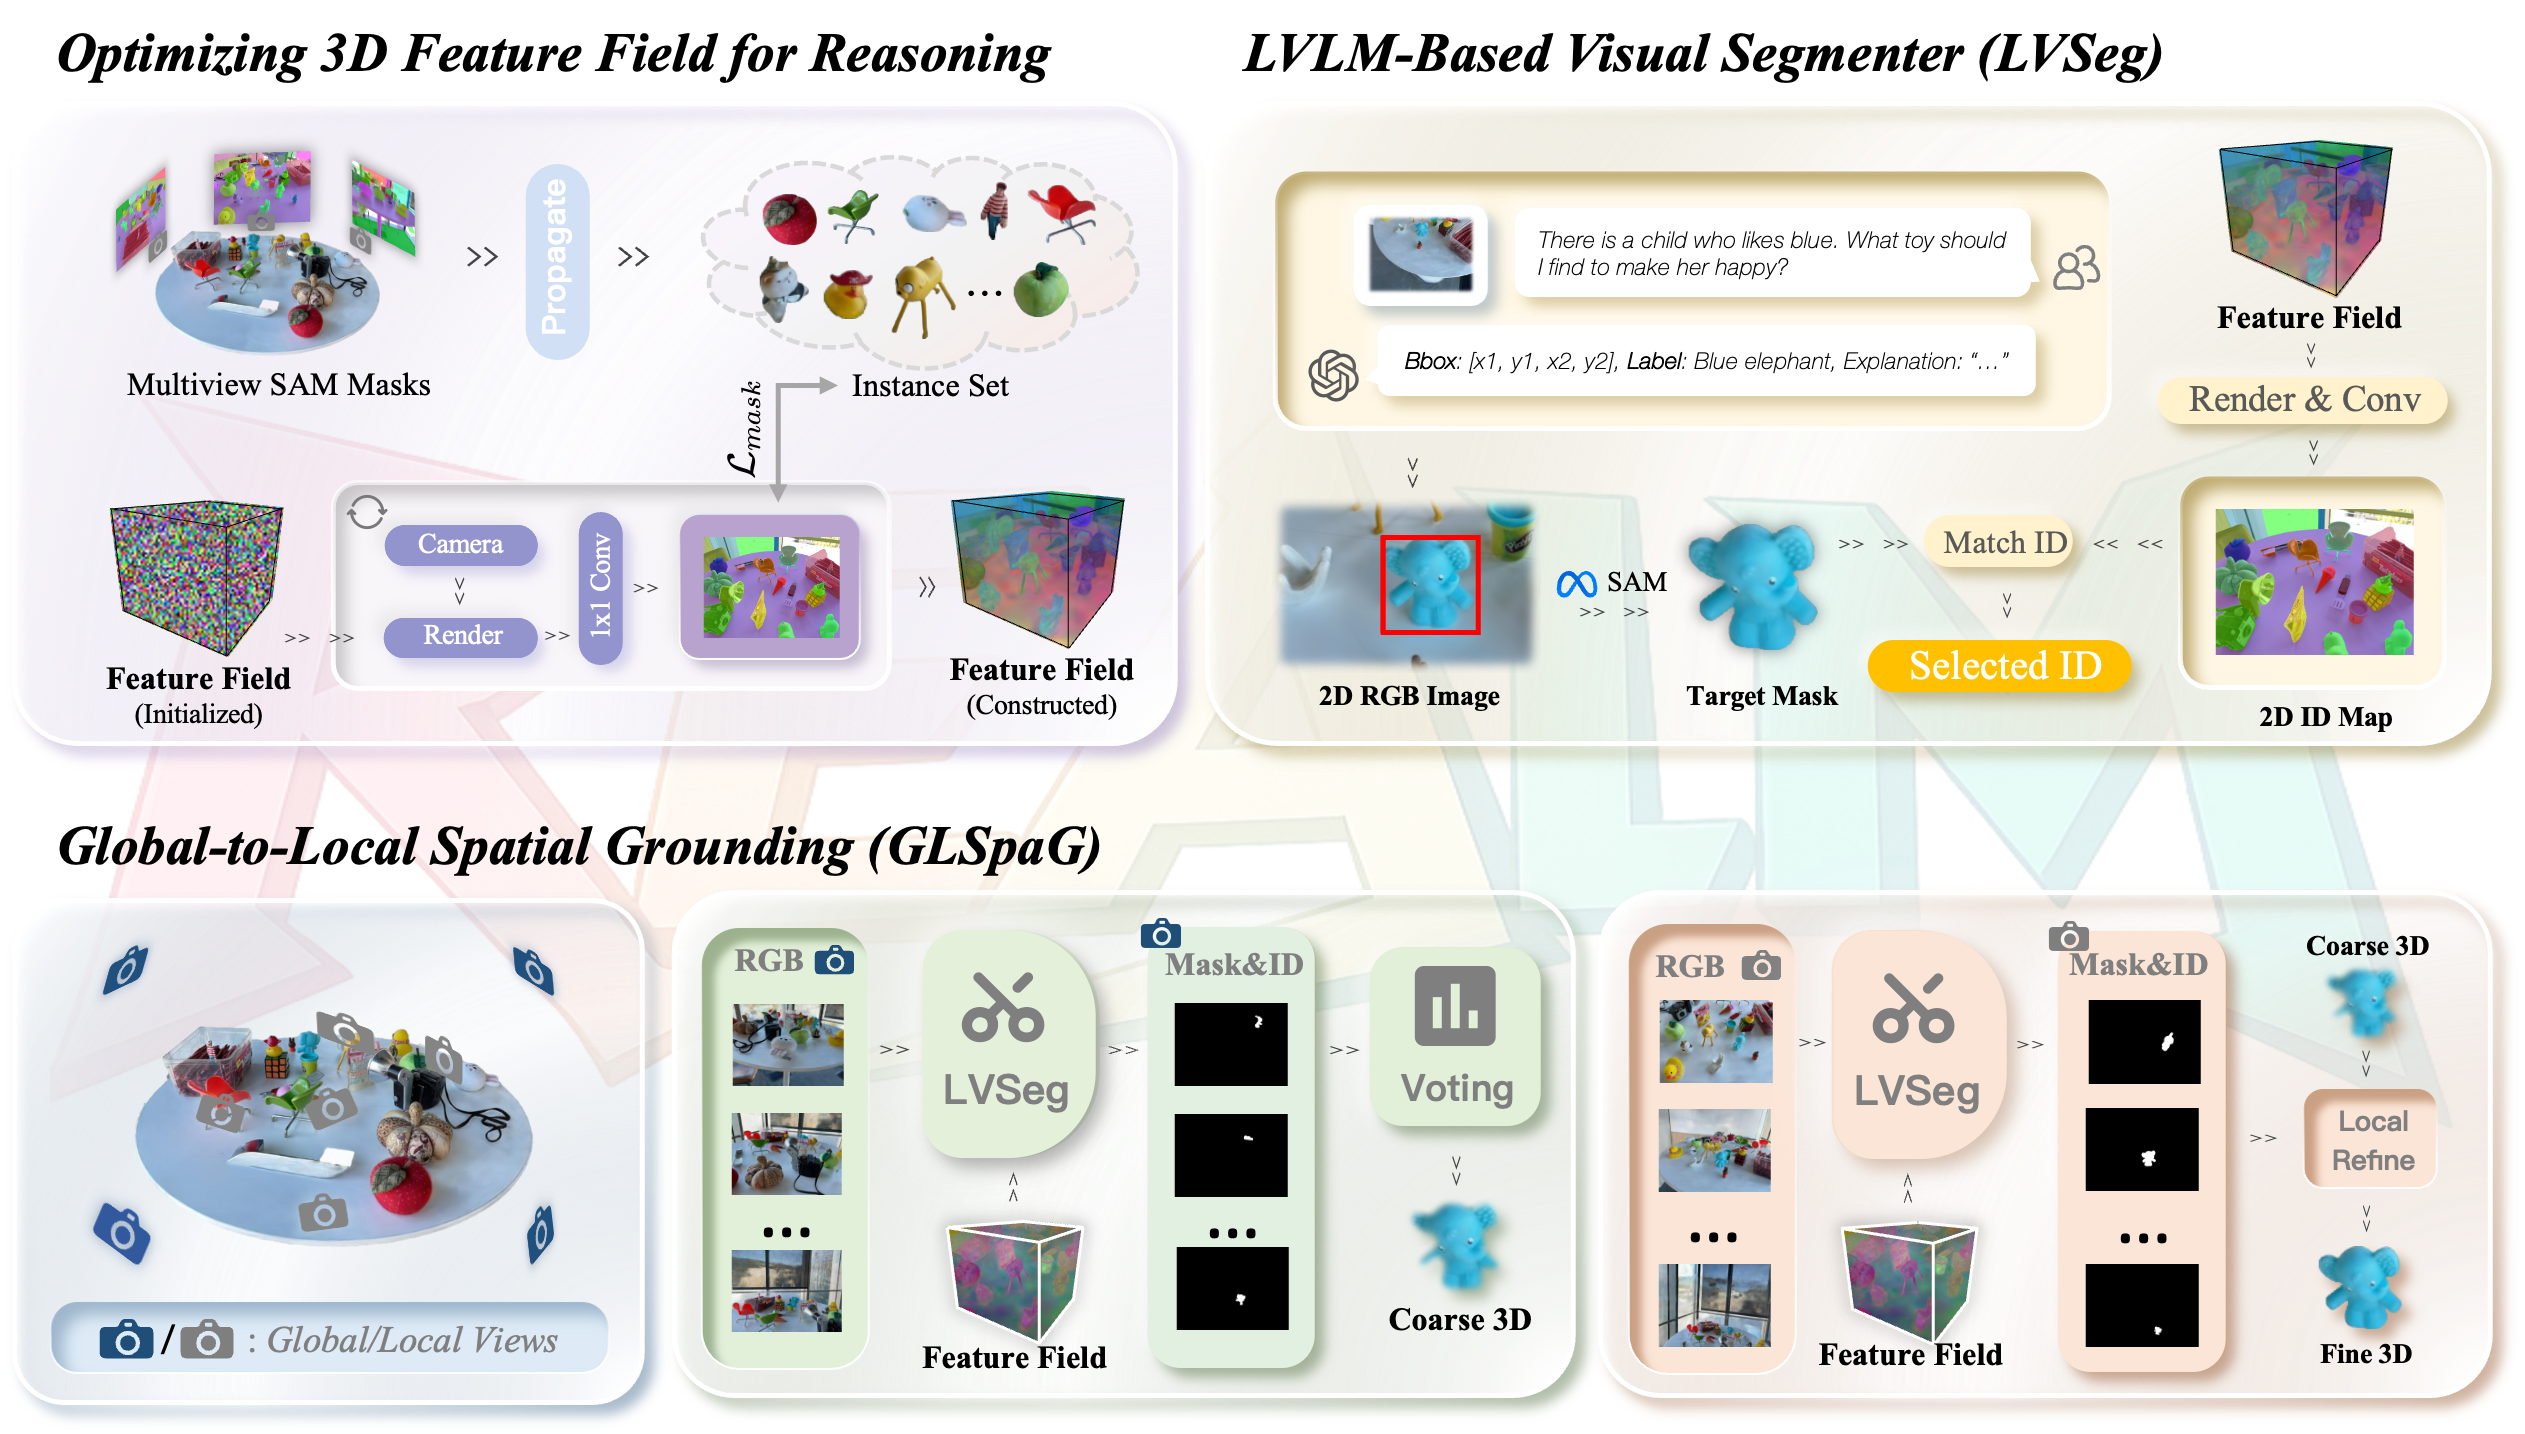 Optimizing 3D Feature Field for Reasoning
Multiview SAM Masks
Propagate
Instance Set
ℒmask
Feature Field
(Initialized)
Camera
Render
1x1 Conv
Feature Field
(Constructed)
LVLM-Based Visual Segmenter (LVSeg)
There is a child who likes blue. What toy should
I find to make her happy?
Bbox: [x1, y1, x2, y2], Label: Blue elephant, Explanation: “…”
Feature Field
Render & Conv
2D RGB Image
SAM
Target Mask
Match ID
Selected ID
2D ID Map
Global-to-Local Spatial Grounding (GLSpaG)
/ : Global/Local Views
RGB
LVSeg
Feature Field
Mask&ID
Voting
Coarse 3D
RGB
LVSeg
Feature Field
Mask&ID
Coarse 3D
Local
Refine
Fine 3D
REALM